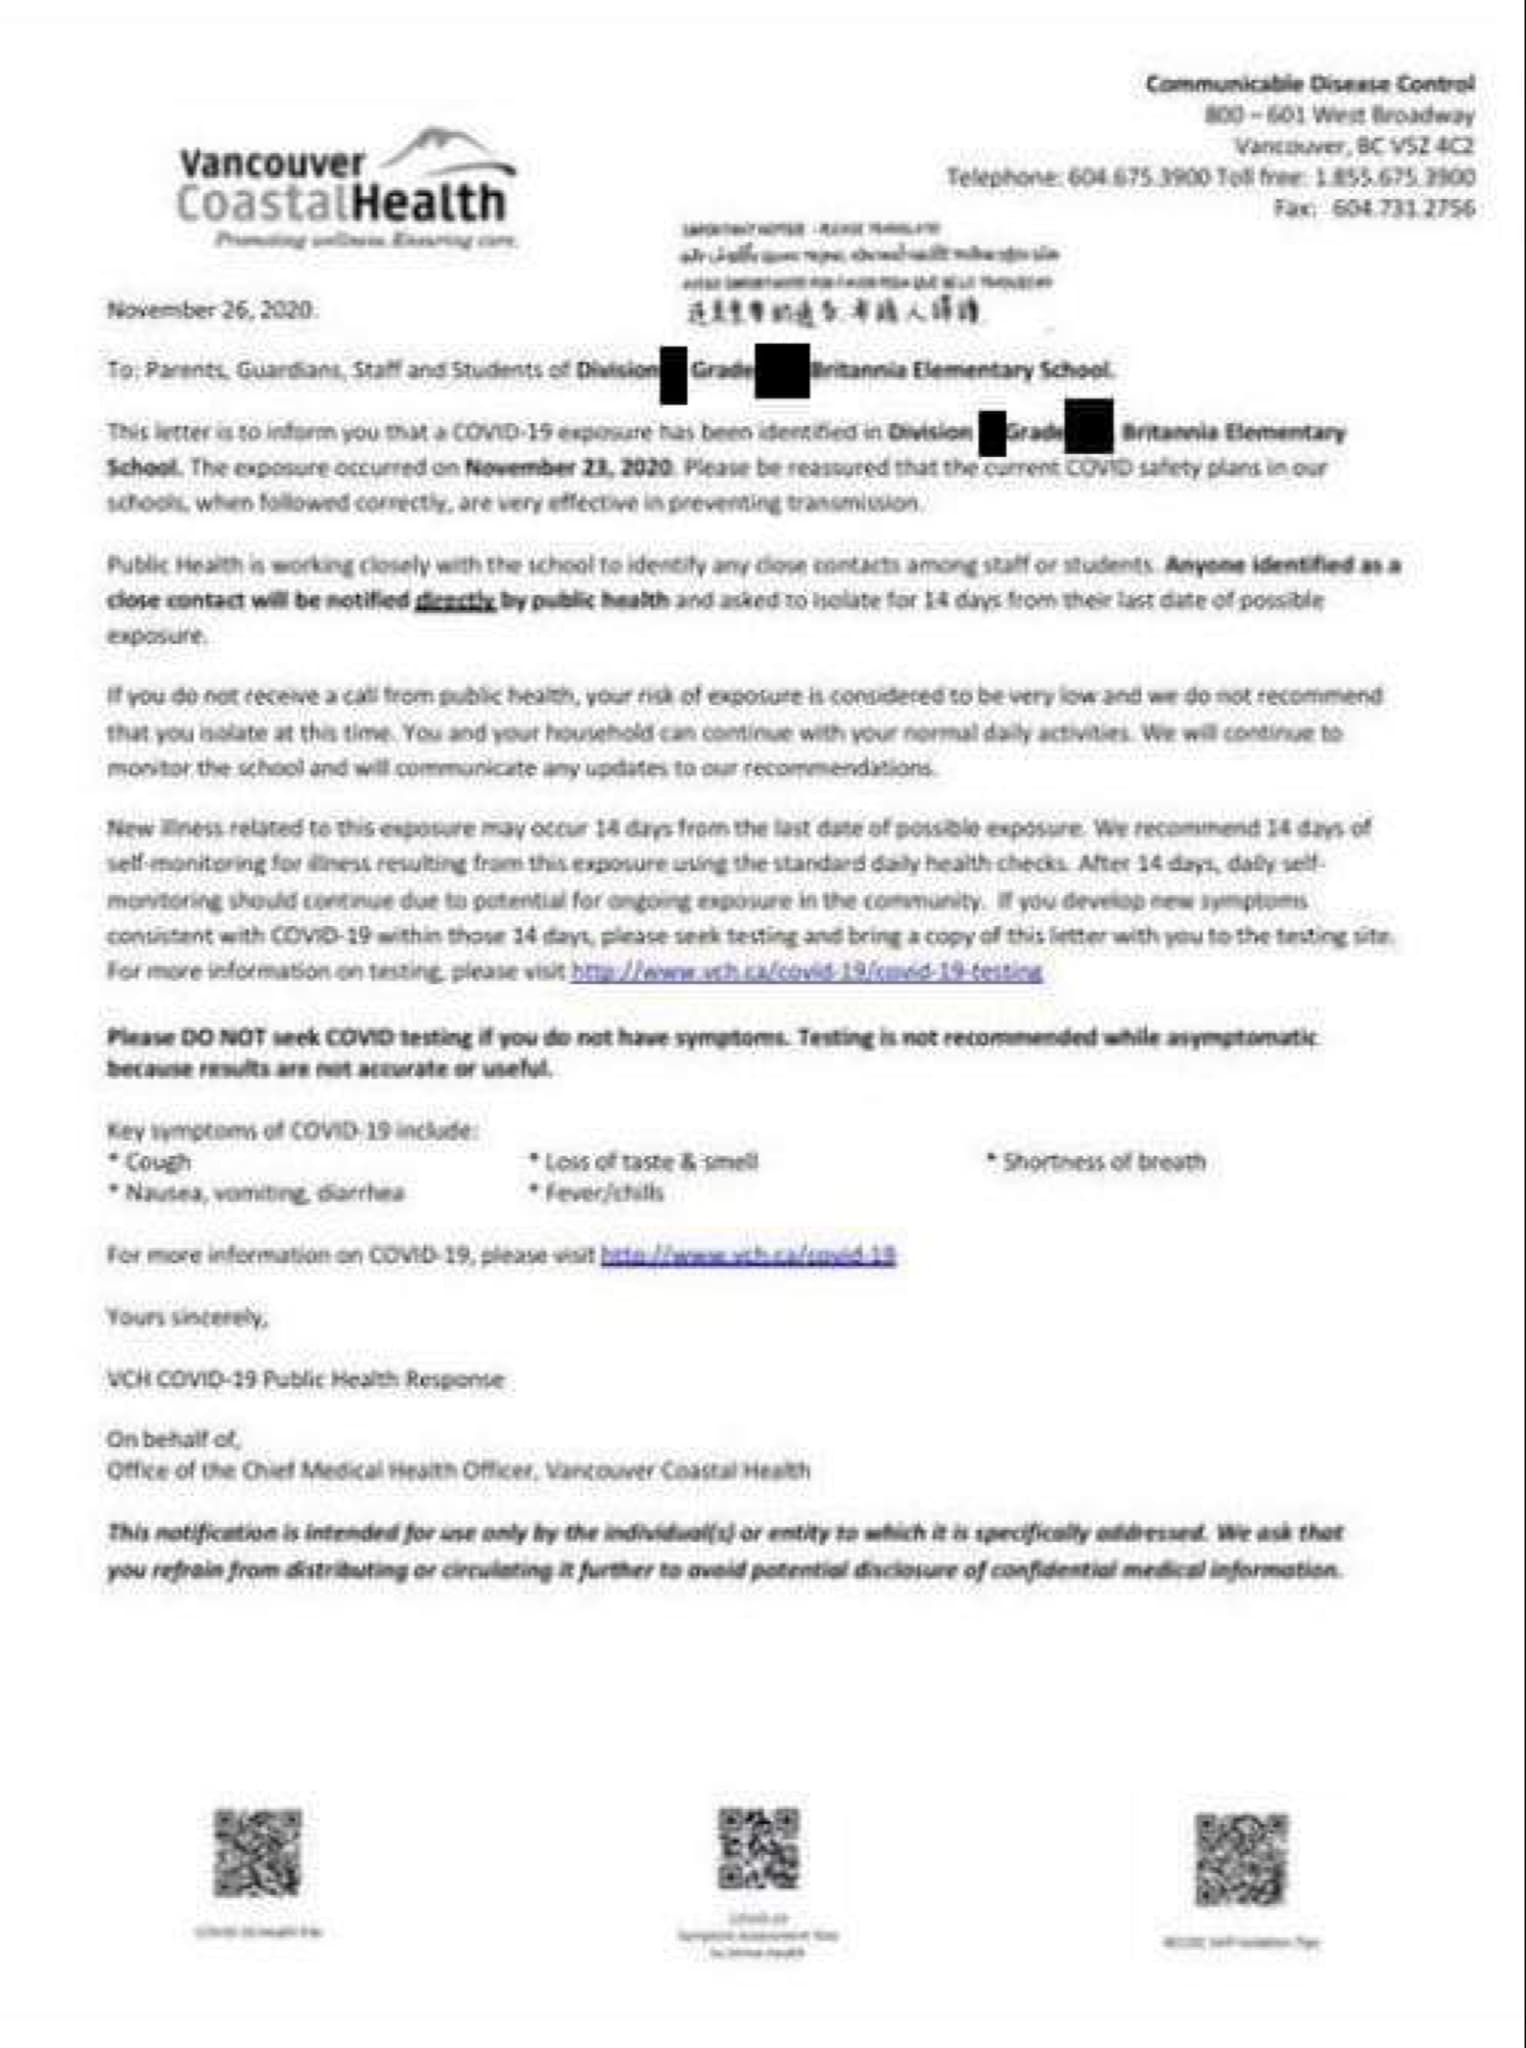 Communicable Disease Control
800 – 601 West Broadway
Vancouver, BC V5Z 4C2
Telephone: 604.675.3900 Toll free: 1.855.675.3900
Fax: 604.731.2756
Vancouver
CoastalHealth
Promoting wellness. Ensuring care.
IMPORTANT NOTICE - PLEASE TRANSLATE
November 26, 2020.
To: Parents, Guardians, Staff and Students of Division Grade Britannia Elementary School.
This letter is to inform you that a COVID-19 exposure has been identified in Division Grade Britannia Elementary
School. The exposure occurred on November 23, 2020. Please be reassured that the current COVID safety plans in our
schools, when followed correctly, are very effective in preventing transmission.
Public Health is working closely with the school to identify any close contacts among staff or students. Anyone identified as a
close contact will be notified directly by public health and asked to isolate for 14 days from their last date of possible
exposure.
If you do not receive a call from public health, your risk of exposure is considered to be very low and we do not recommend
that you isolate at this time. You and your household can continue with your normal daily activities. We will continue to
monitor the school and will communicate any updates to our recommendations.
New illness related to this exposure may occur 14 days from the last date of possible exposure. We recommend 14 days of
self-monitoring for illness resulting from this exposure using the standard daily health checks. After 14 days, daily self-
monitoring should continue due to potential for ongoing exposure in the community. If you develop new symptoms
consistent with COVID-19 within those 14 days, please seek testing and bring a copy of this letter with you to the testing site.
For more information on testing, please visit http://www.vch.ca/covid-19/covid-19-testing
Please DO NOT seek COVID testing if you do not have symptoms. Testing is not recommended while asymptomatic
because results are not accurate or useful.
Key symptoms of COVID-19 include:
* Cough * Loss of taste & smell * Shortness of breath
* Nausea, vomiting, diarrhea * Fever/chills
For more information on COVID-19, please visit http://www.vch.ca/covid-19
Yours sincerely,
VCH COVID-19 Public Health Response
On behalf of,
Office of the Chief Medical Health Officer, Vancouver Coastal Health
This notification is intended for use only by the individual(s) or entity to which it is specifically addressed. We ask that
you refrain from distributing or circulating it further to avoid potential disclosure of confidential medical information.